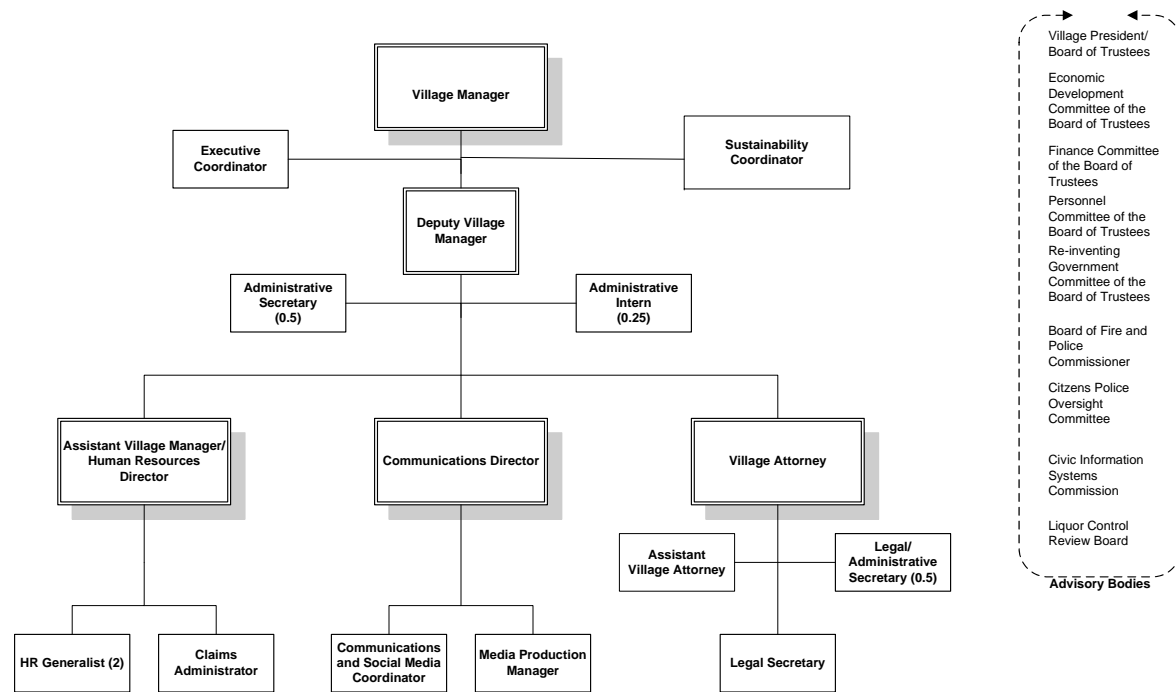 Village Manager
Executive
Coordinator
Sustainability
Coordinator
Deputy Village
Manager
Administrative
Secretary
(0.5)
Administrative
Intern
(0.25)
Assistant Village Manager/
Human Resources
Director
Communications Director
Village Attorney
Assistant
Village Attorney
Legal/
Administrative
Secretary (0.5)
HR Generalist (2)
Claims
Administrator
Communications
and Social Media
Coordinator
Media Production
Manager
Legal Secretary
Village President/
Board of Trustees
Economic
Development
Committee of the
Board of Trustees
Finance Committee
of the Board of
Trustees
Personnel
Committee of the
Board of Trustees
Re-inventing
Government
Committee of the
Board of Trustees
Board of Fire and
Police
Commissioner
Citzens Police
Oversight
Committee
Civic Information
Systems
Commission
Liquor Control
Review Board
Advisory Bodies